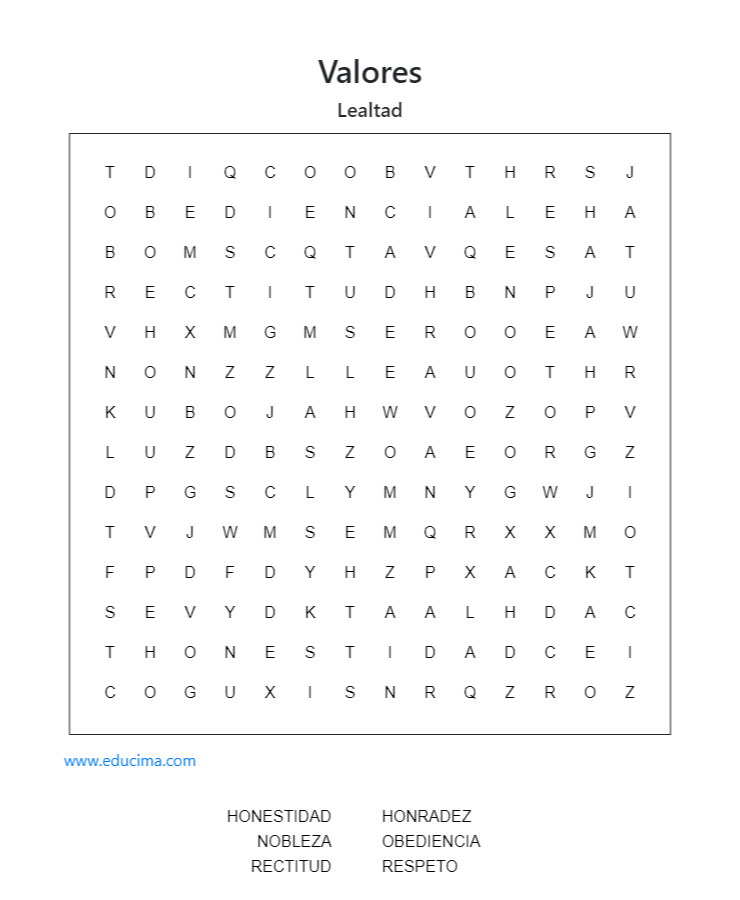 Valores
Lealtad
T D I Q C O O B V T H R S J
O B E D I E N C I A L E H A
B O M S C Q T A V Q E S A T
R E C T I T U D H B N P J U
V H X M G M S E R O O E A W
N O N Z Z L L E A U O T H R
K U B O J A H W V O Z O P V
L U Z D B S Z O A E O R G Z
D P G S C L Y M N Y G W J I
T V J W M S E M Q R X X M O
F P D F D Y H Z P X A C K T
S E V Y D K T A A L H D A C
T H O N E S T I D A D C E I
C O G U X I S N R Q Z R O Z
www.educima.com
HONESTIDAD HONRADEZ
NOBLEZA OBEDIENCIA
RECTITUD RESPETO